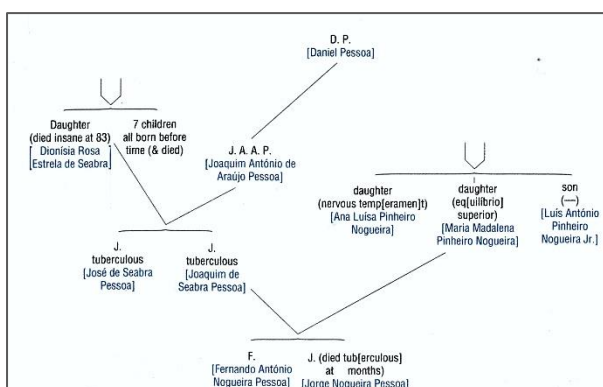 D. P.
[Daniel Pessoa]
Daughter
(died insane at 83)
[Dionísia Rosa
Estrela de Seabra]
7 children
all born before
time (& died)
J. A. A. P.
[Joaquim António de
Araújo Pessoa]
daughter
(nervous temp[eramen]t)
[Ana Luísa Pinheiro
Nogueira]
daughter
(eq[uilíbrio]
superior)
[Maria Madalena
Pinheiro Nogueira]
son
(—)
[Luís António
Pinheiro
Nogueira Jr.]
J.
tuberculous
[José de Seabra
Pessoa]
J.
tuberculous
[Joaquim de
Seabra Pessoa]
F.
[Fernando António
Nogueira Pessoa]
J. (died tub[erculous]
at months)
[Jorge Nogueira Pessoa]